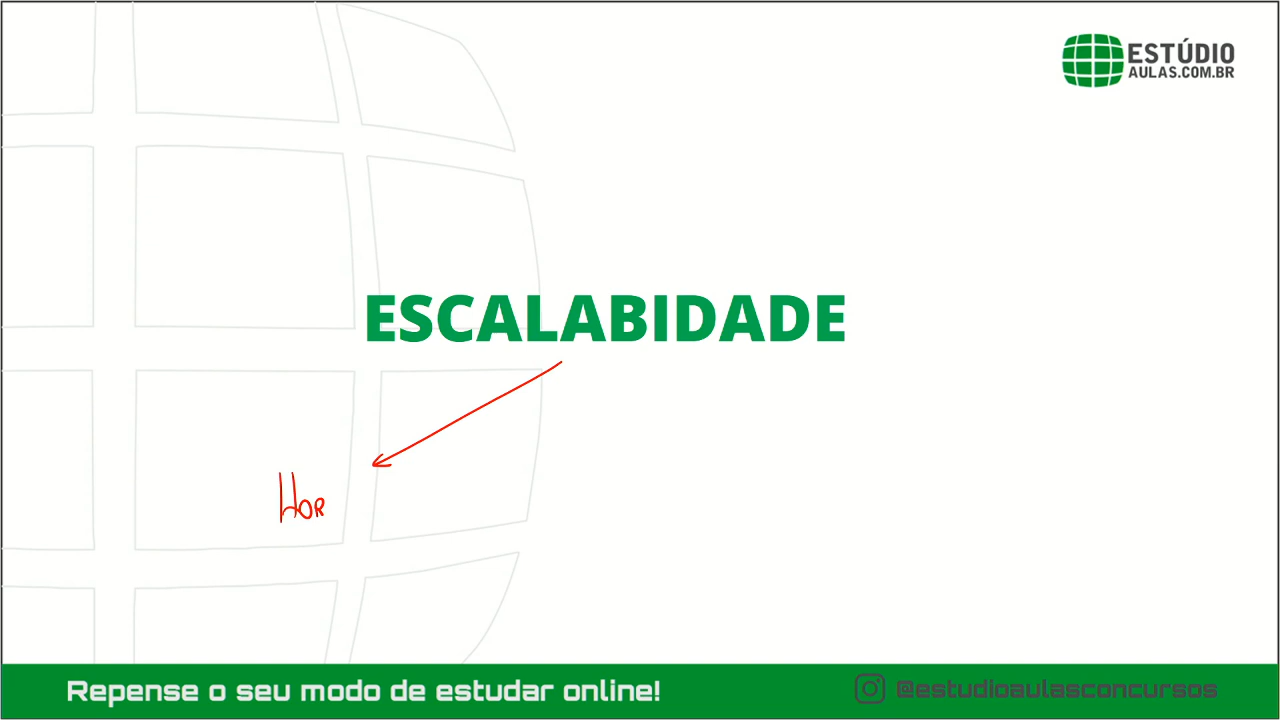 ESTÚDIO
AULAS.COM.BR
ESCALABIDADE
Hor
Repense o seu modo de estudar online!
@estudioaulasconcursos